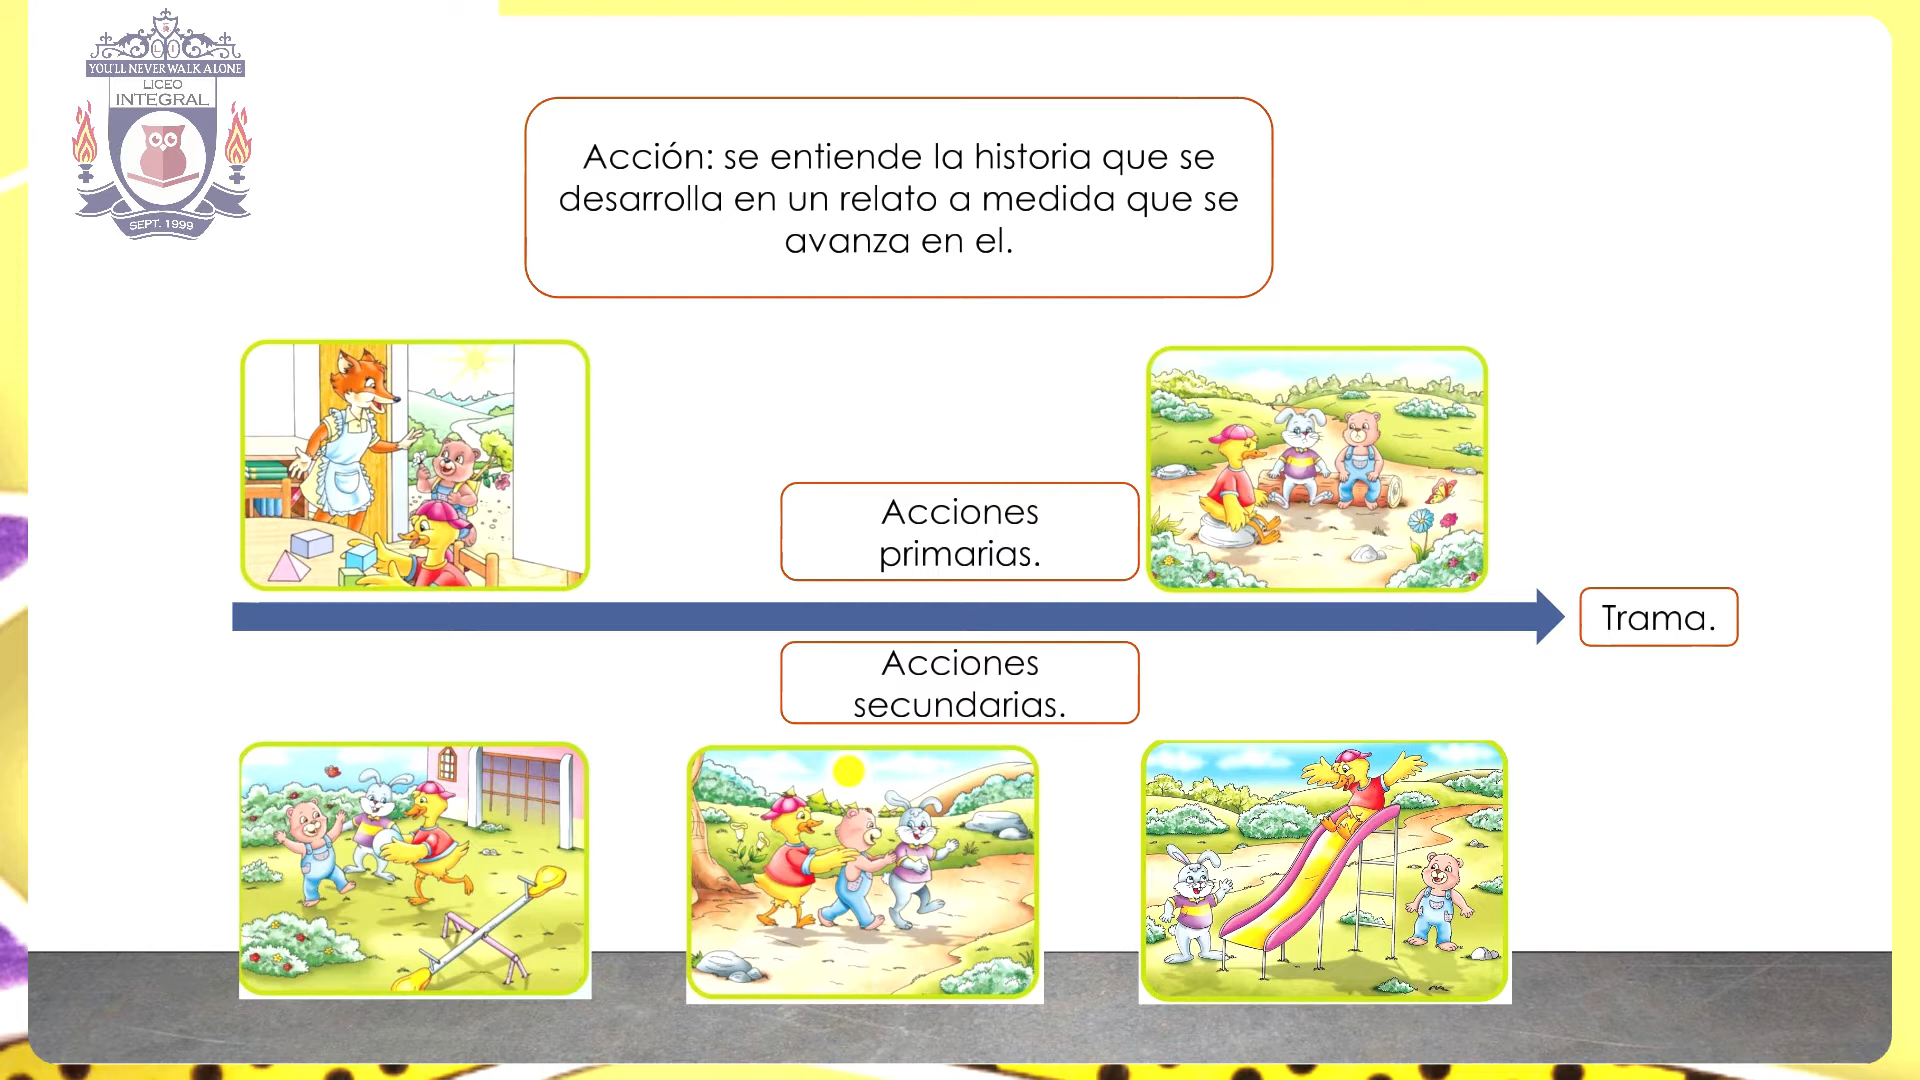 L I
YOU'LL NEVER WALK ALONE
LICEO
INTEGRAL
SEPT. 1999
Acción: se entiende la historia que se
desarrolla en un relato a medida que se
avanza en el.
Acciones
primarias.
Trama.
Acciones
secundarias.